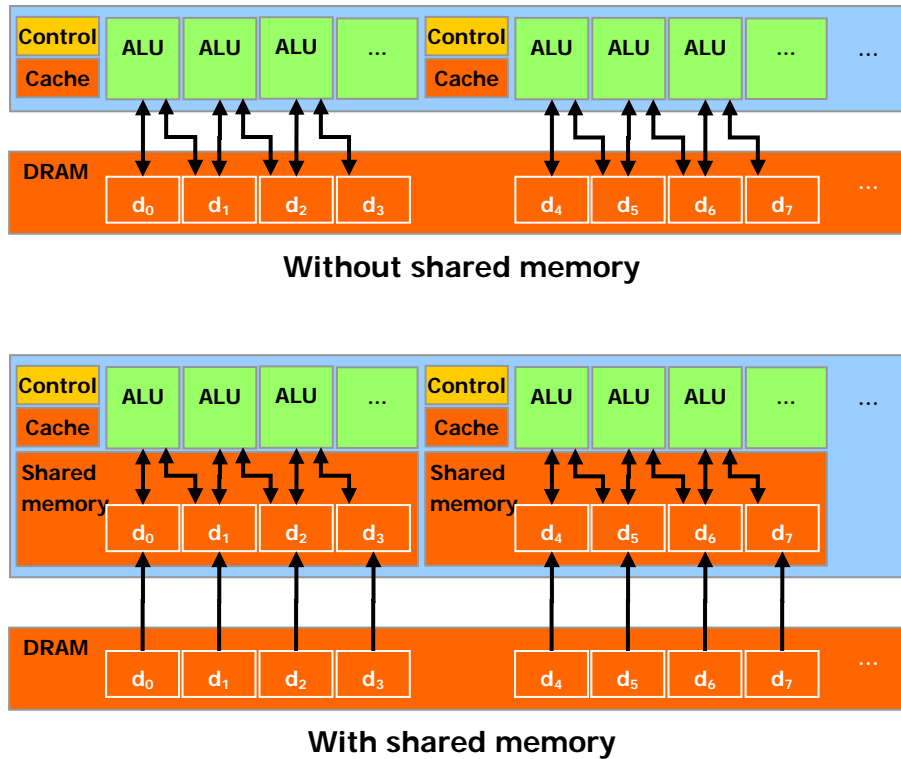 Control ALU ALU ALU ... Control ALU ALU ALU ... ...
Cache Cache
DRAM ...
d₀ d₁ d₂ d₃ d₄ d₅ d₆ d₇
Without shared memory
Control ALU ALU ALU ... Control ALU ALU ALU ... ...
Cache Cache
Shared Shared
memory memory
d₀ d₁ d₂ d₃ d₄ d₅ d₆ d₇
DRAM ...
d₀ d₁ d₂ d₃ d₄ d₅ d₆ d₇
With shared memory